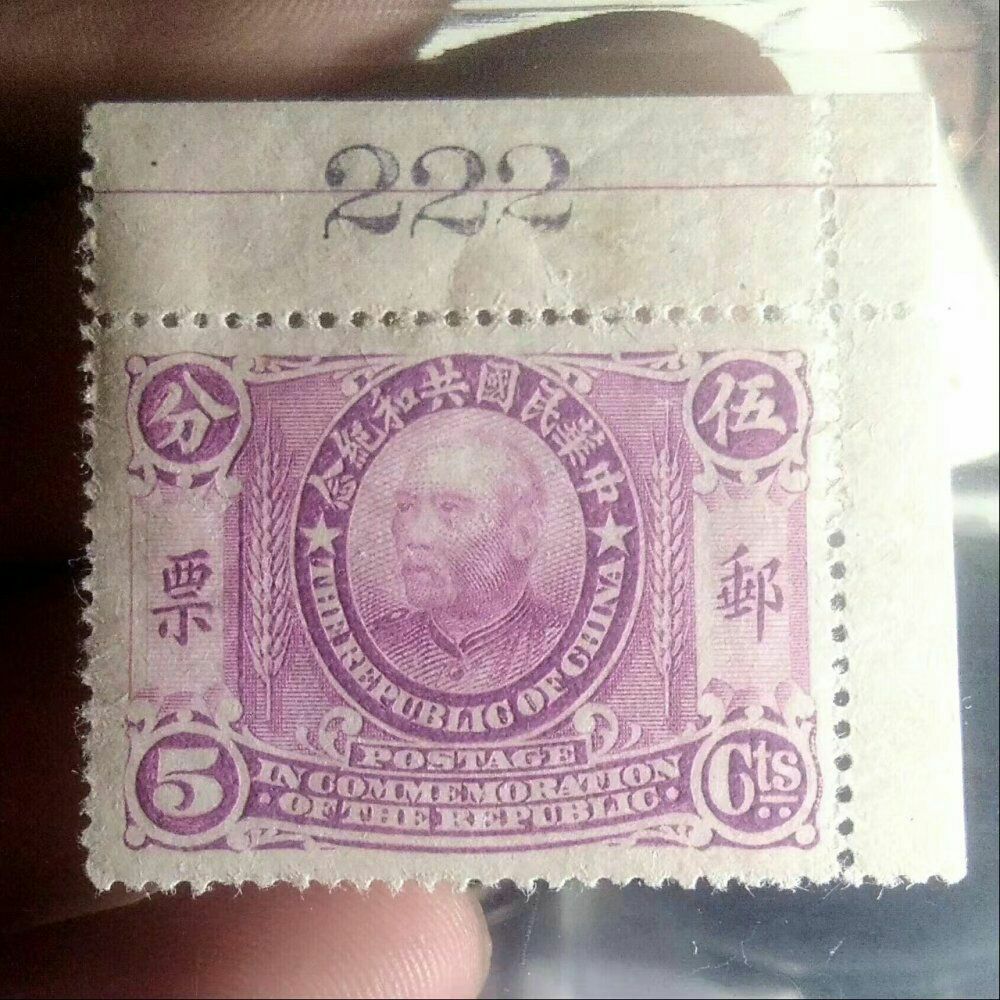 222
伍分
中華民國共和紀念
郵票
THE REPUBLIC OF CHINA
POSTAGE
IN COMMEMORATION
OF THE REPUBLIC
5 Cts